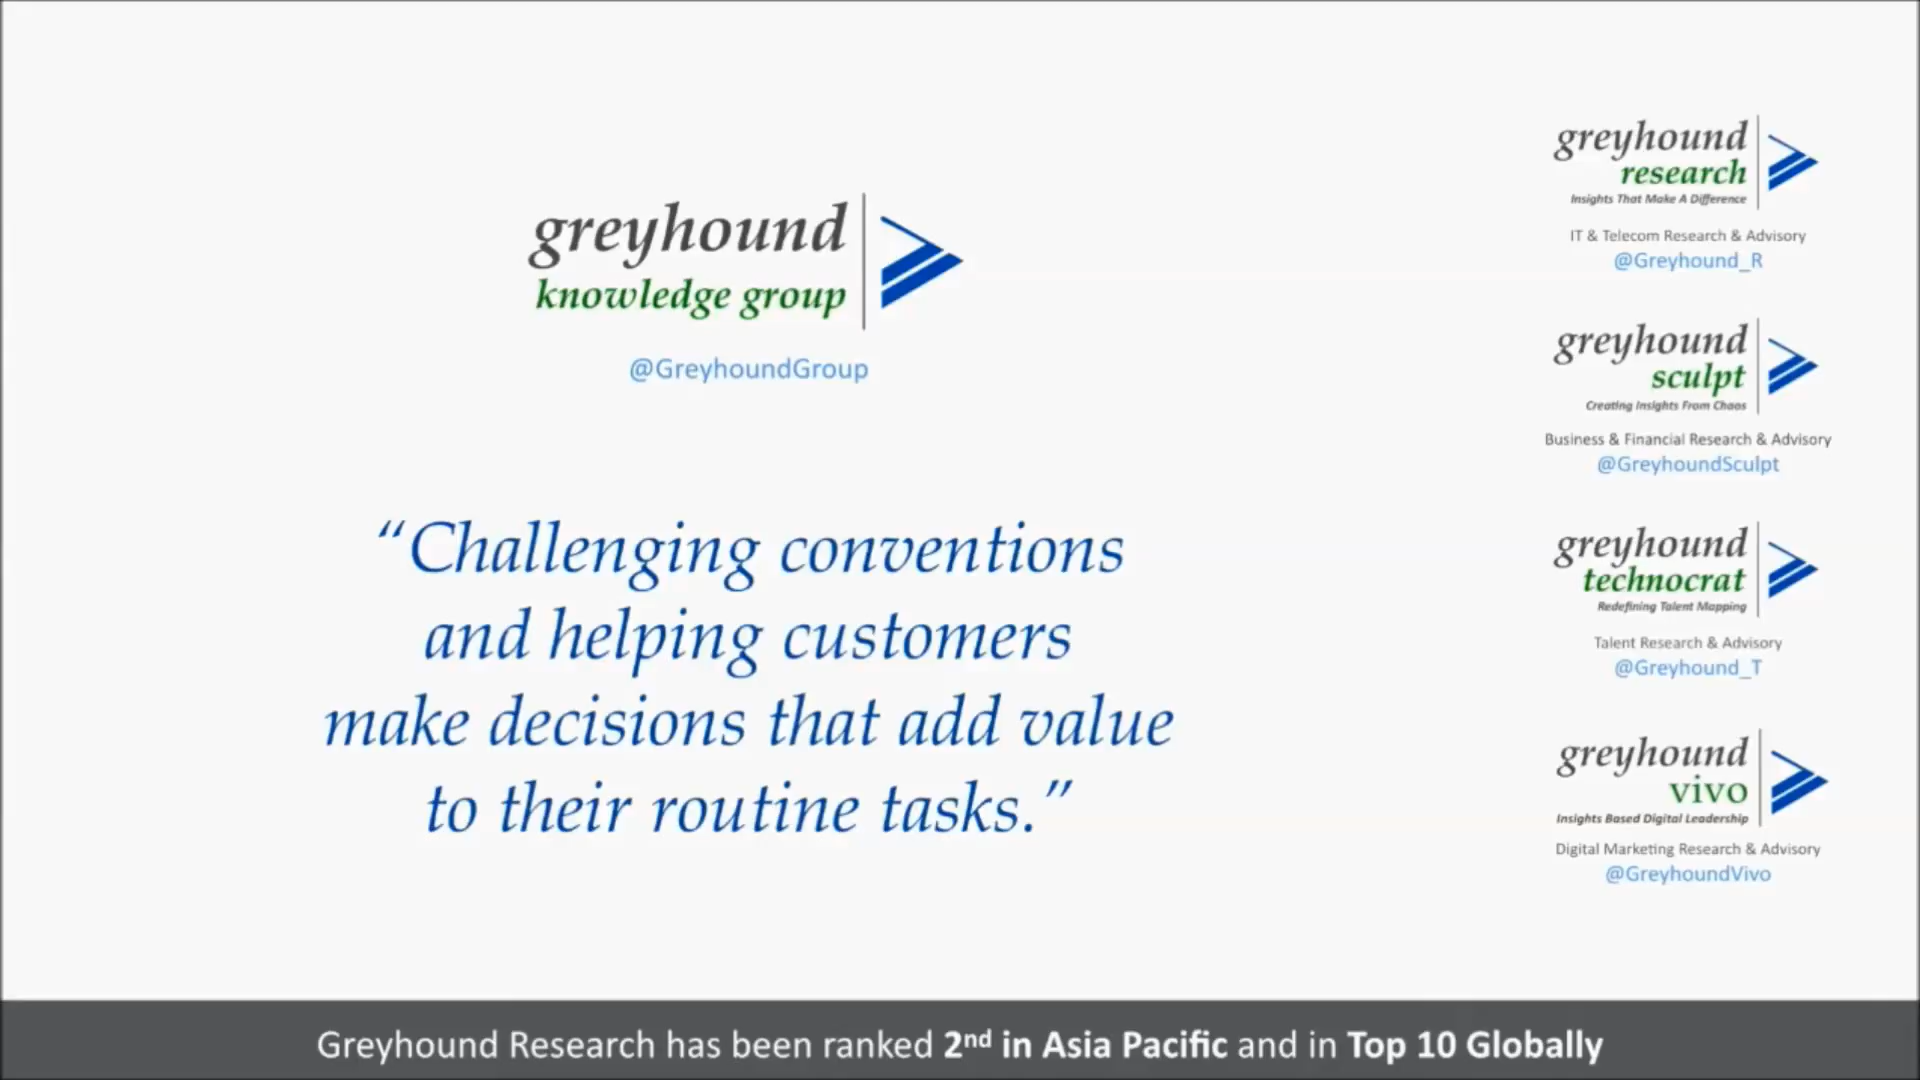 greyhound
knowledge group
@GreyhoundGroup
“Challenging conventions
and helping customers
make decisions that add value
to their routine tasks.”
greyhound
research
Insights That Make A Difference
IT & Telecom Research & Advisory
@Greyhound_R
greyhound
sculpt
Creating Insights From Chaos
Business & Financial Research & Advisory
@GreyhoundSculpt
greyhound
technocrat
Redefining Talent Mapping
Talent Research & Advisory
@Greyhound_T
greyhound
vivo
Insights Based Digital Leadership
Digital Marketing Research & Advisory
@GreyhoundVivo
Greyhound Research has been ranked 2nd in Asia Pacific and in Top 10 Globally